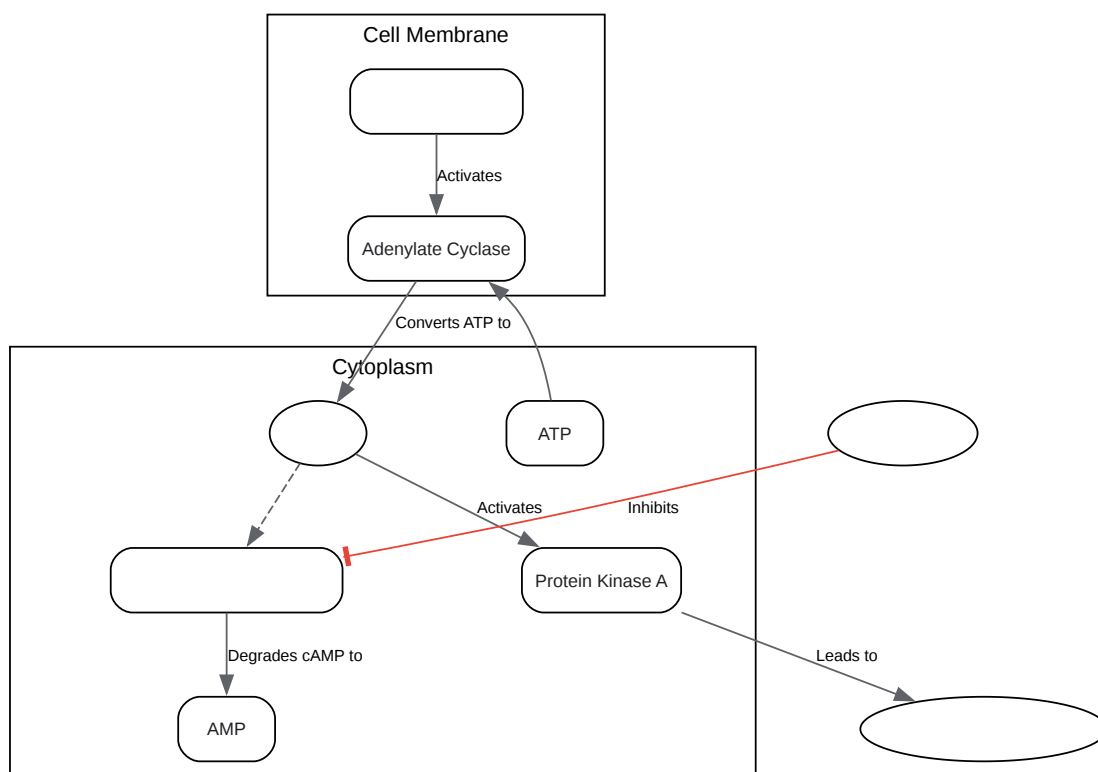 Cell Membrane
Activates
Adenylate Cyclase
Converts ATP to
Cytoplasm
ATP
Activates
Inhibits
Protein Kinase A
Degrades cAMP to
Leads to
AMP